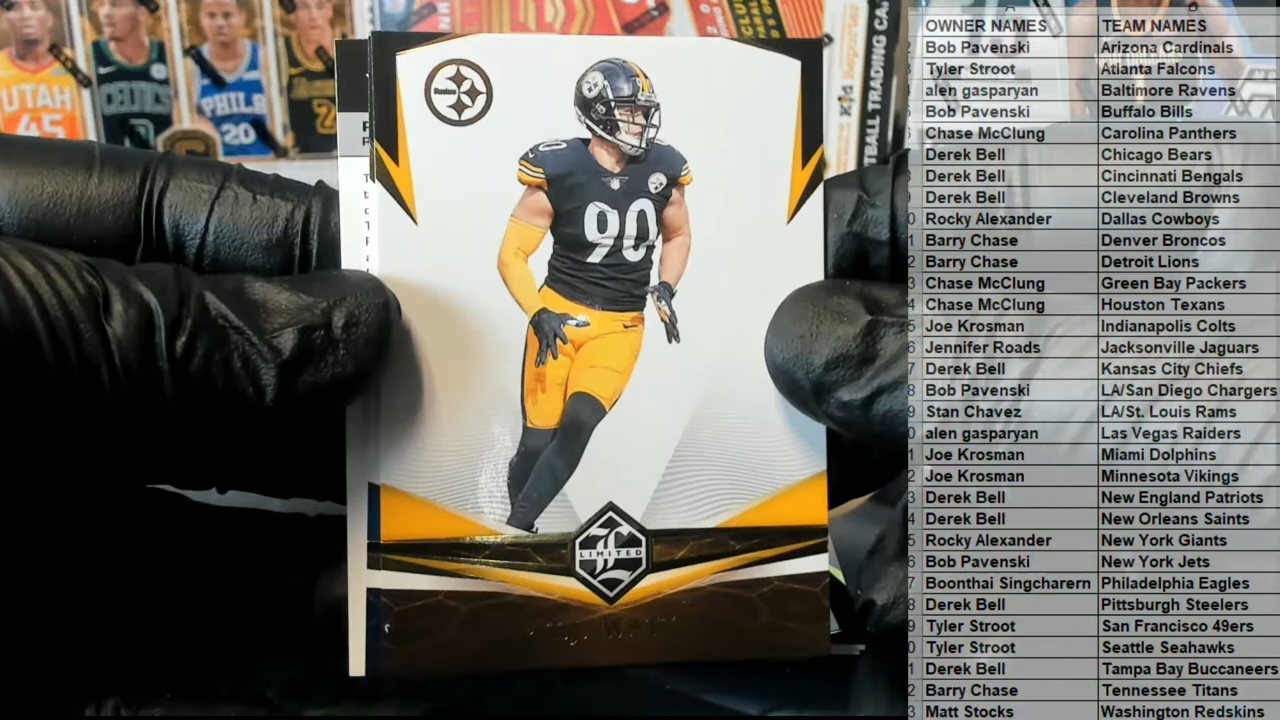 UTAH
45
CELTICS
7
PHILA
20
2
Steelers
90
90
LIMITED
WATT
OWNER NAMES TEAM NAMES
Bob Pavenski Arizona Cardinals
Tyler Stroot Atlanta Falcons
alen gasparyan Baltimore Ravens
Bob Pavenski Buffalo Bills
Chase McClung Carolina Panthers
Derek Bell Chicago Bears
Derek Bell Cincinnati Bengals
Derek Bell Cleveland Browns
Rocky Alexander Dallas Cowboys
Barry Chase Denver Broncos
Barry Chase Detroit Lions
Chase McClung Green Bay Packers
Chase McClung Houston Texans
Joe Krosman Indianapolis Colts
Jennifer Roads Jacksonville Jaguars
Derek Bell Kansas City Chiefs
Bob Pavenski LA/San Diego Chargers
Stan Chavez LA/St. Louis Rams
alen gasparyan Las Vegas Raiders
Joe Krosman Miami Dolphins
Joe Krosman Minnesota Vikings
Derek Bell New England Patriots
Derek Bell New Orleans Saints
Rocky Alexander New York Giants
Bob Pavenski New York Jets
Boonthai Singcharern Philadelphia Eagles
Derek Bell Pittsburgh Steelers
Tyler Stroot San Francisco 49ers
Tyler Stroot Seattle Seahawks
Derek Bell Tampa Bay Buccaneers
Barry Chase Tennessee Titans
Matt Stocks Washington Redskins